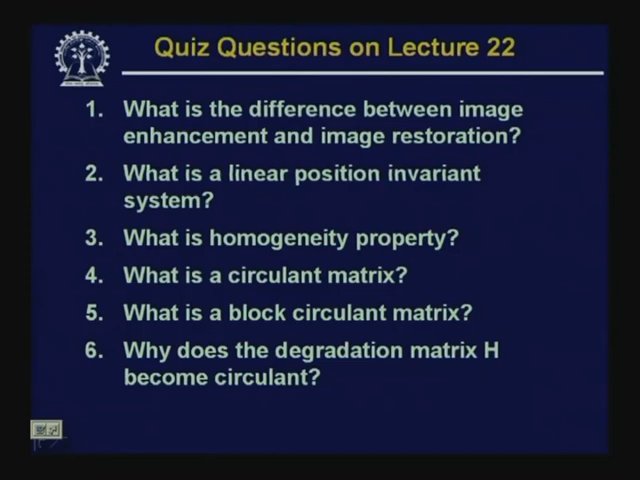 Quiz Questions on Lecture 22
1. What is the difference between image
enhancement and image restoration?
2. What is a linear position invariant
system?
3. What is homogeneity property?
4. What is a circulant matrix?
5. What is a block circulant matrix?
6. Why does the degradation matrix H
become circulant?